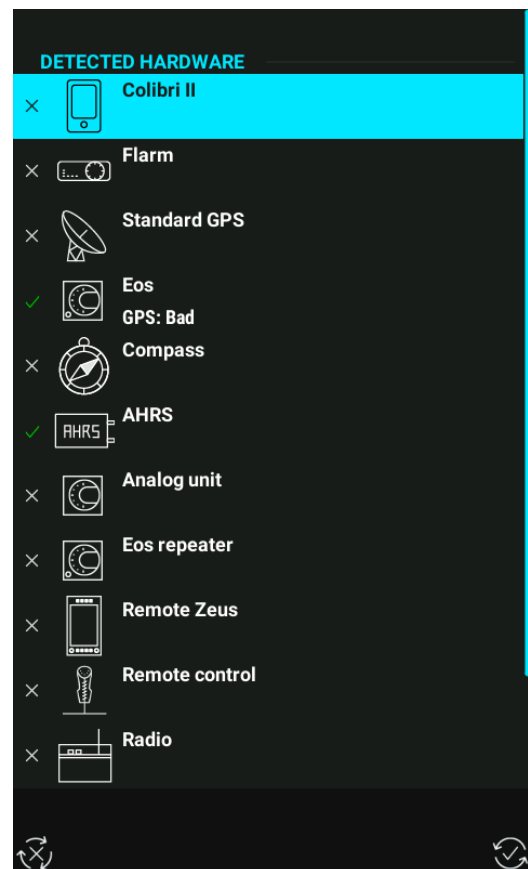 DETECTED HARDWARE
Colibri II
Flarm
Standard GPS
Eos
GPS: Bad
Compass
AHRS
AHRS
Analog unit
Eos repeater
Remote Zeus
Remote control
Radio